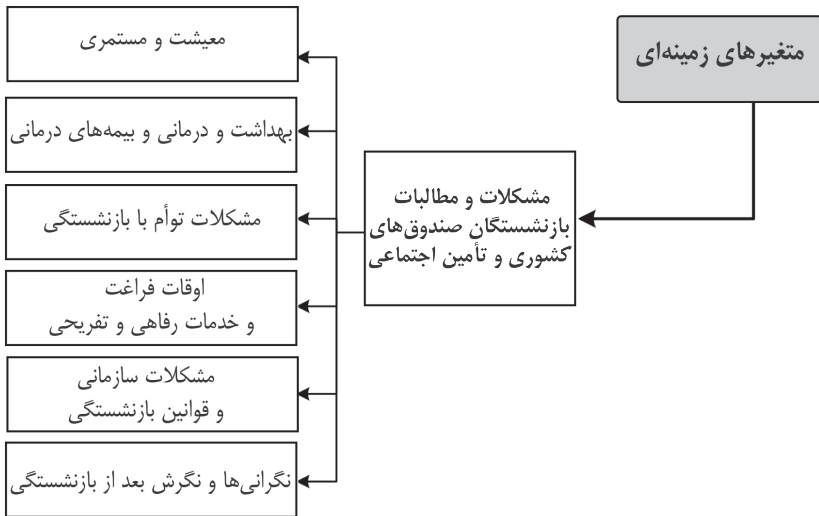 متغیرهای زمینه‌ای
مشکلات و مطالبات
بازنشستگان صندوق‌های
کشوری و تأمین اجتماعی
معیشت و مستمری
بهداشت و درمانی و بیمه‌های درمانی
مشکلات توأم با بازنشستگی
اوقات فراغت
و خدمات رفاهی و تفریحی
مشکلات سازمانی
و قوانین بازنشستگی
نگرانی‌ها و نگرش بعد از بازنشستگی